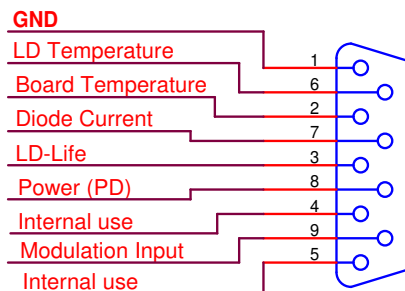 GND
LD Temperature
1
6
Board Temperature
2
Diode Current
7
LD-Life
3
Power (PD)
8
Internal use
4
9
Modulation Input
5
Internal use